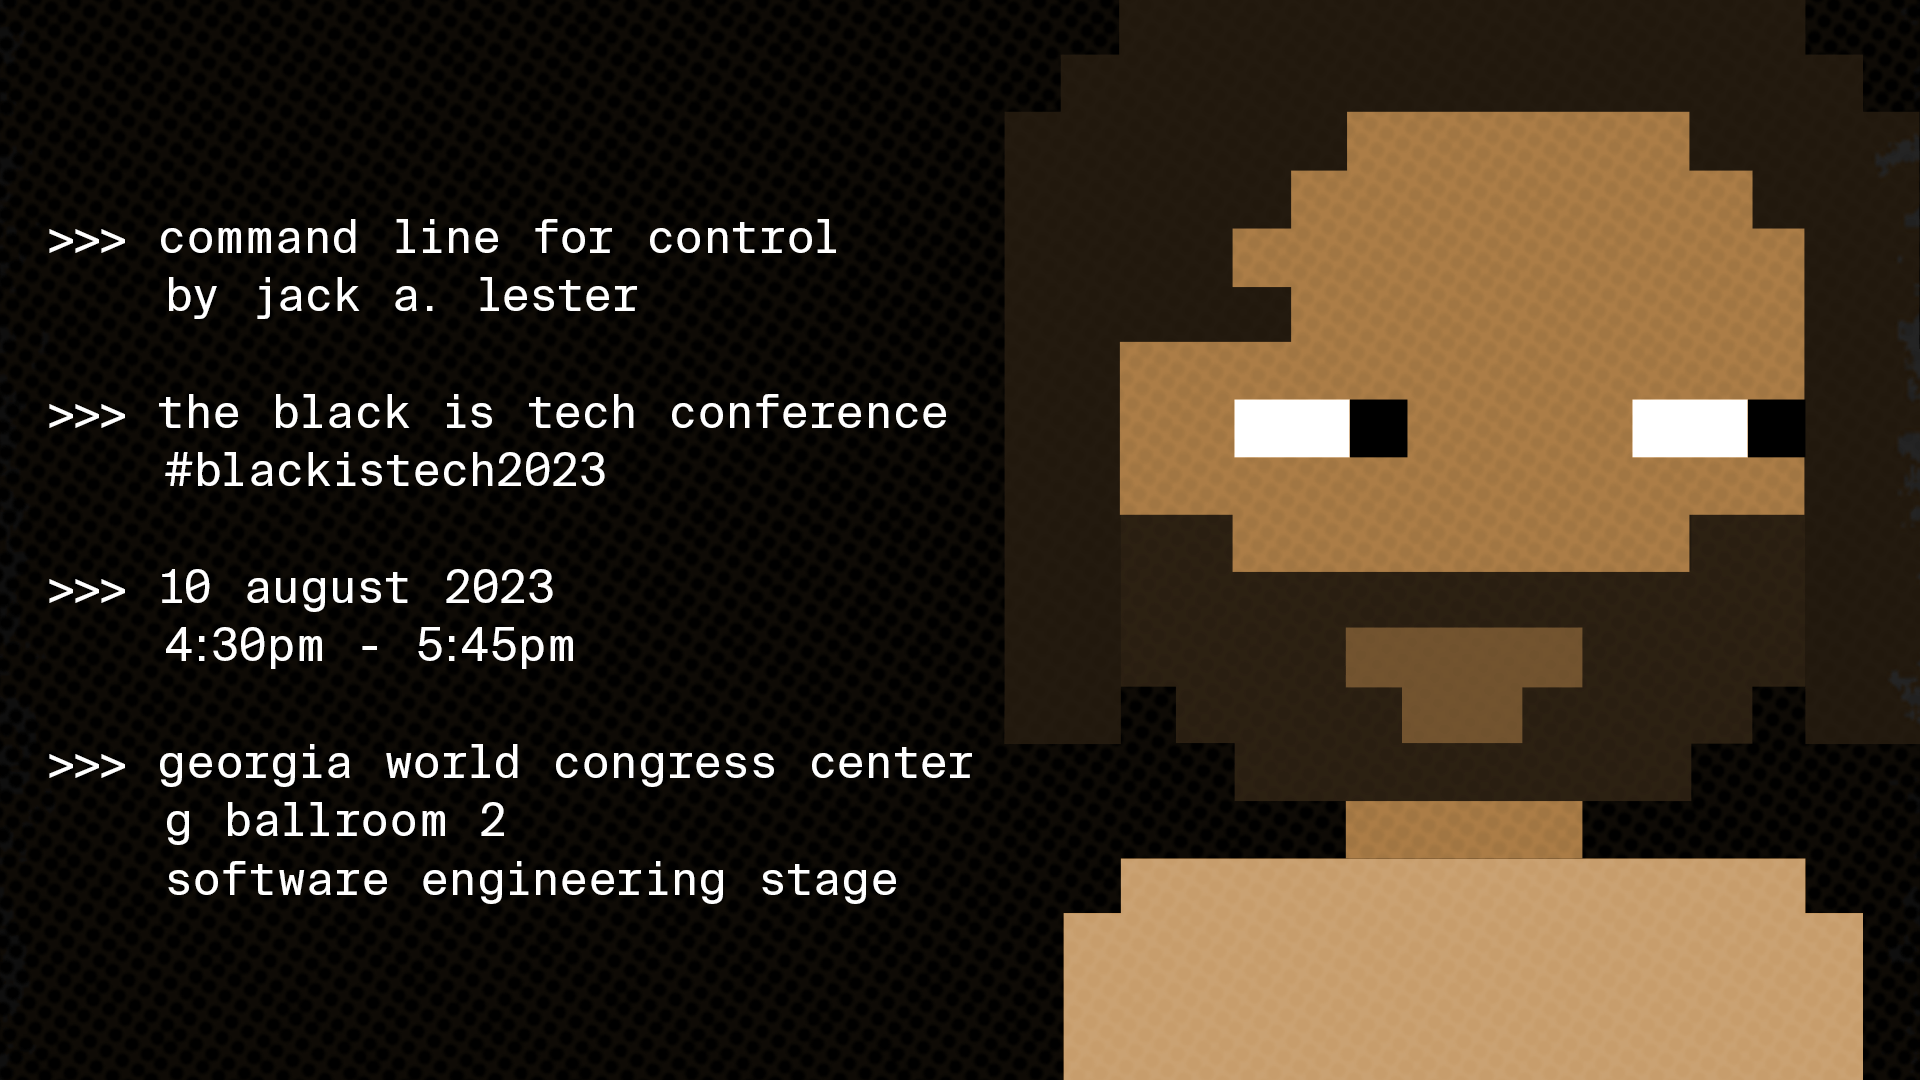 >>> command line for control
by jack a. lester
>>> the black is tech conference
#blackistech2023
>>> 10 august 2023
4:30pm - 5:45pm
>>> georgia world congress center
g ballroom 2
software engineering stage